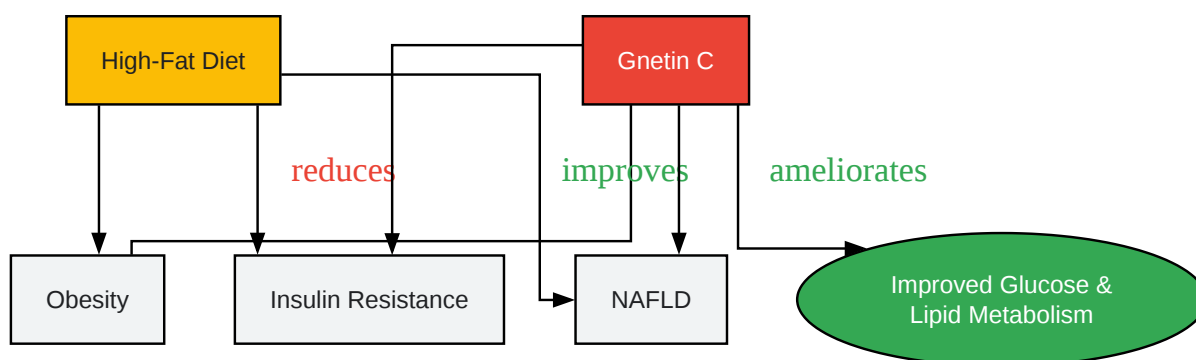 High-Fat Diet
Gnetin C
reduces
improves
ameliorates
Obesity
Insulin Resistance
NAFLD
Improved Glucose &
Lipid Metabolism